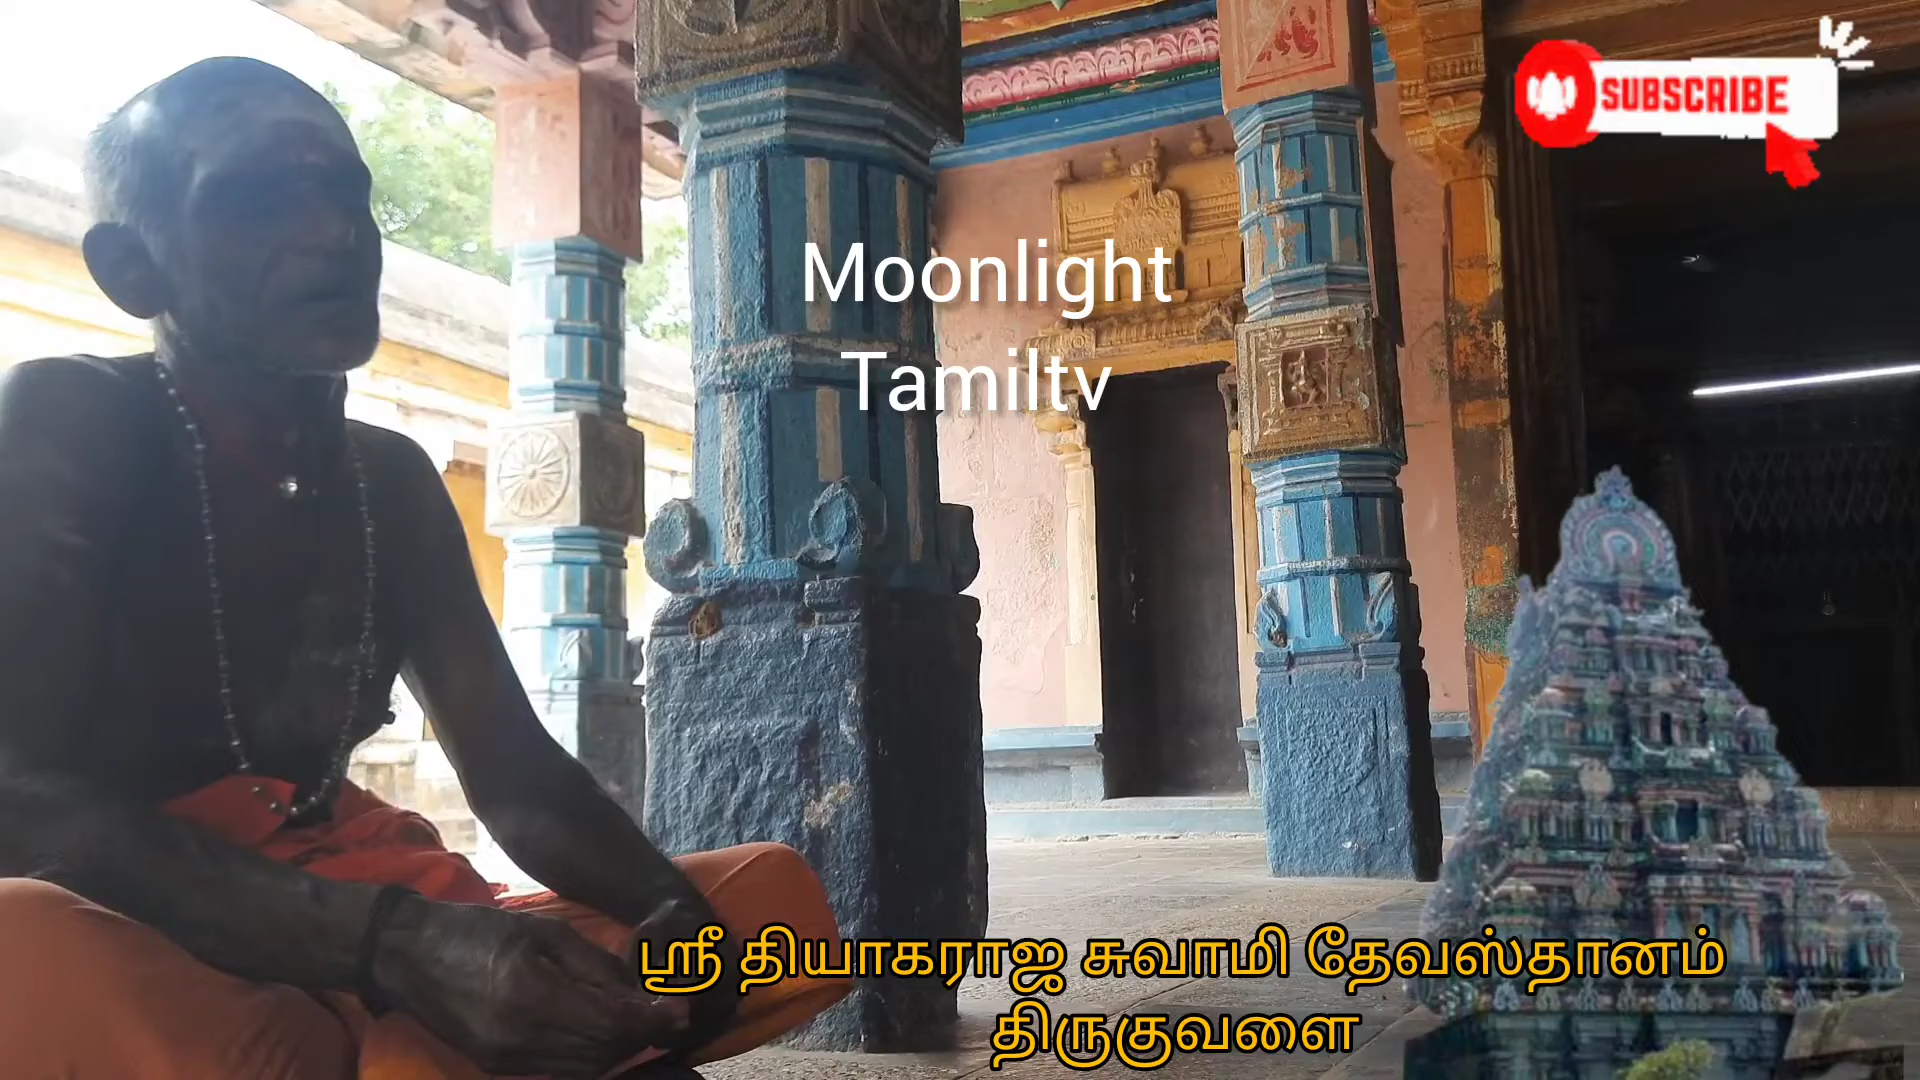 SUBSCRIBE
Moonlight
Tamiltv
ஸ்ரீ தியாகராஜ சுவாமி தேவஸ்தானம்
திருகுவளை